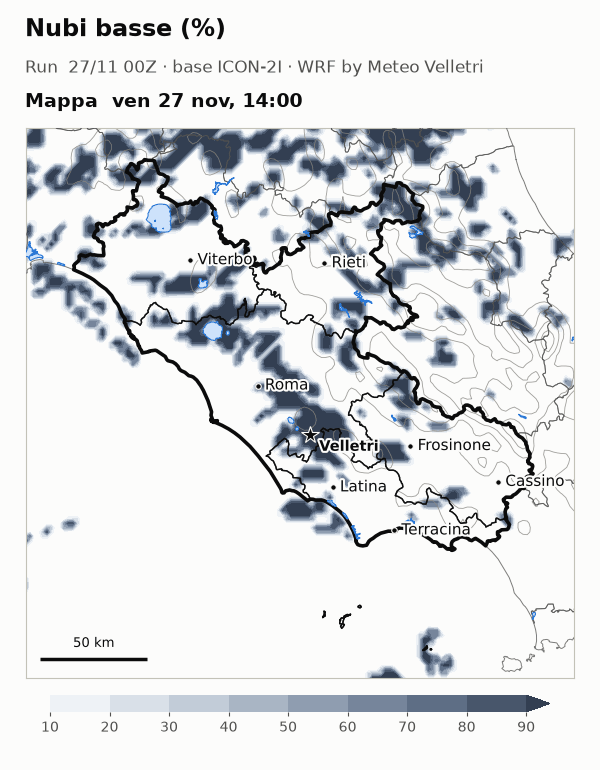 Nubi basse (%)
Run 27/11 00Z · base ICON-2I · WRF by Meteo Velletri
Mappa ven 27 nov, 14:00
Viterbo
Rieti
Roma
Velletri
Frosinone
Cassino
Latina
Terracina
50 km
10 20 30 40 50 60 70 80 90